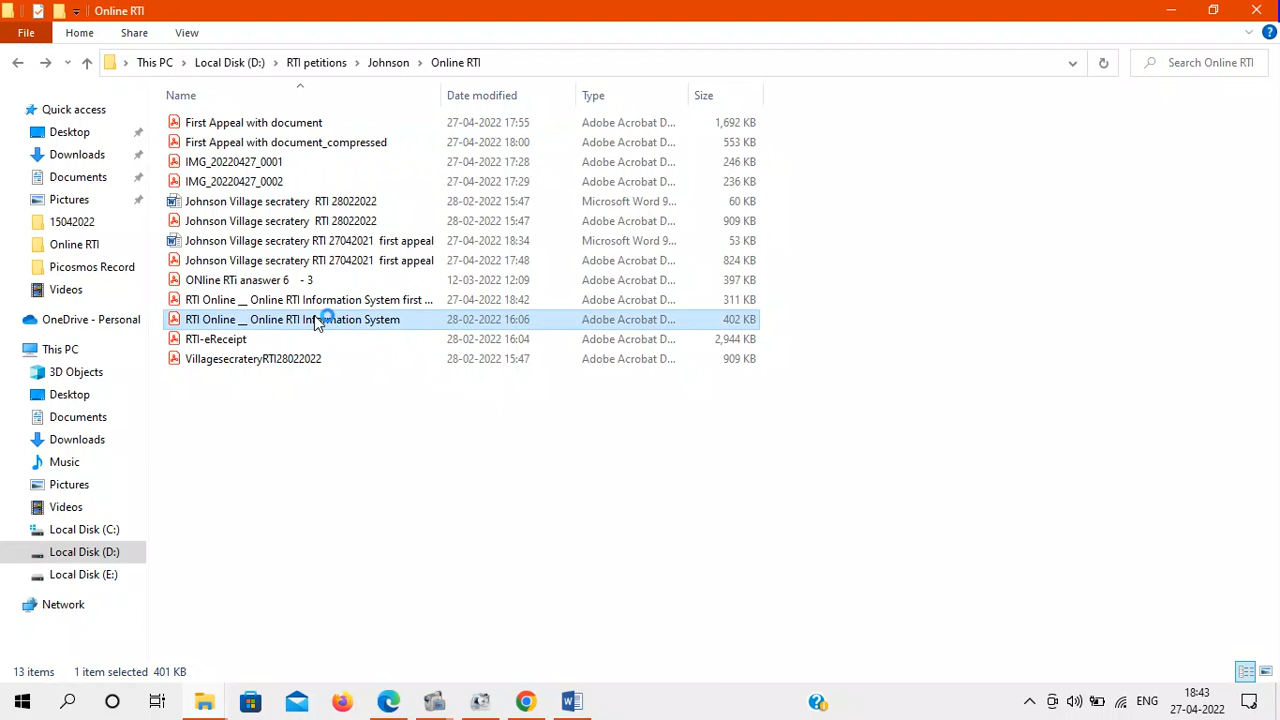 Online RTI
File Home Share View
This PC Local Disk (D:) RTI petitions Johnson Online RTI
Search Online RTI
Name Date modified Type Size
Quick access
Desktop
Downloads
Documents
Pictures
15042022
Online RTI
Picosmos Record
Videos
OneDrive - Personal
This PC
3D Objects
Desktop
Documents
Downloads
Music
Pictures
Videos
Local Disk (C:)
Local Disk (D:)
Local Disk (E:)
Network
First Appeal with document 27-04-2022 17:55 Adobe Acrobat D... 1,692 KB
First Appeal with document_compressed 27-04-2022 18:00 Adobe Acrobat D... 553 KB
IMG_20220427_0001 27-04-2022 17:28 Adobe Acrobat D... 246 KB
IMG_20220427_0002 27-04-2022 17:29 Adobe Acrobat D... 236 KB
Johnson Village secratery RTI 28022022 28-02-2022 15:47 Microsoft Word 9... 60 KB
Johnson Village secratery RTI 28022022 28-02-2022 15:47 Adobe Acrobat D... 909 KB
Johnson Village secratery RTI 27042021 first appeal 27-04-2022 18:34 Microsoft Word 9... 53 KB
Johnson Village secratery RTI 27042021 first appeal 27-04-2022 17:48 Adobe Acrobat D... 824 KB
ONline RTi anaswer 6 - 3 12-03-2022 12:09 Adobe Acrobat D... 397 KB
RTI Online __ Online RTI Information System first ... 27-04-2022 18:42 Adobe Acrobat D... 311 KB
RTI Online __ Online RTI Information System 28-02-2022 16:06 Adobe Acrobat D... 402 KB
RTI-eReceipt 28-02-2022 16:04 Adobe Acrobat D... 2,944 KB
VillagesecrateryRTI28022022 28-02-2022 15:47 Adobe Acrobat D... 909 KB
13 items 1 item selected 401 KB
ENG 18:43
27-04-2022